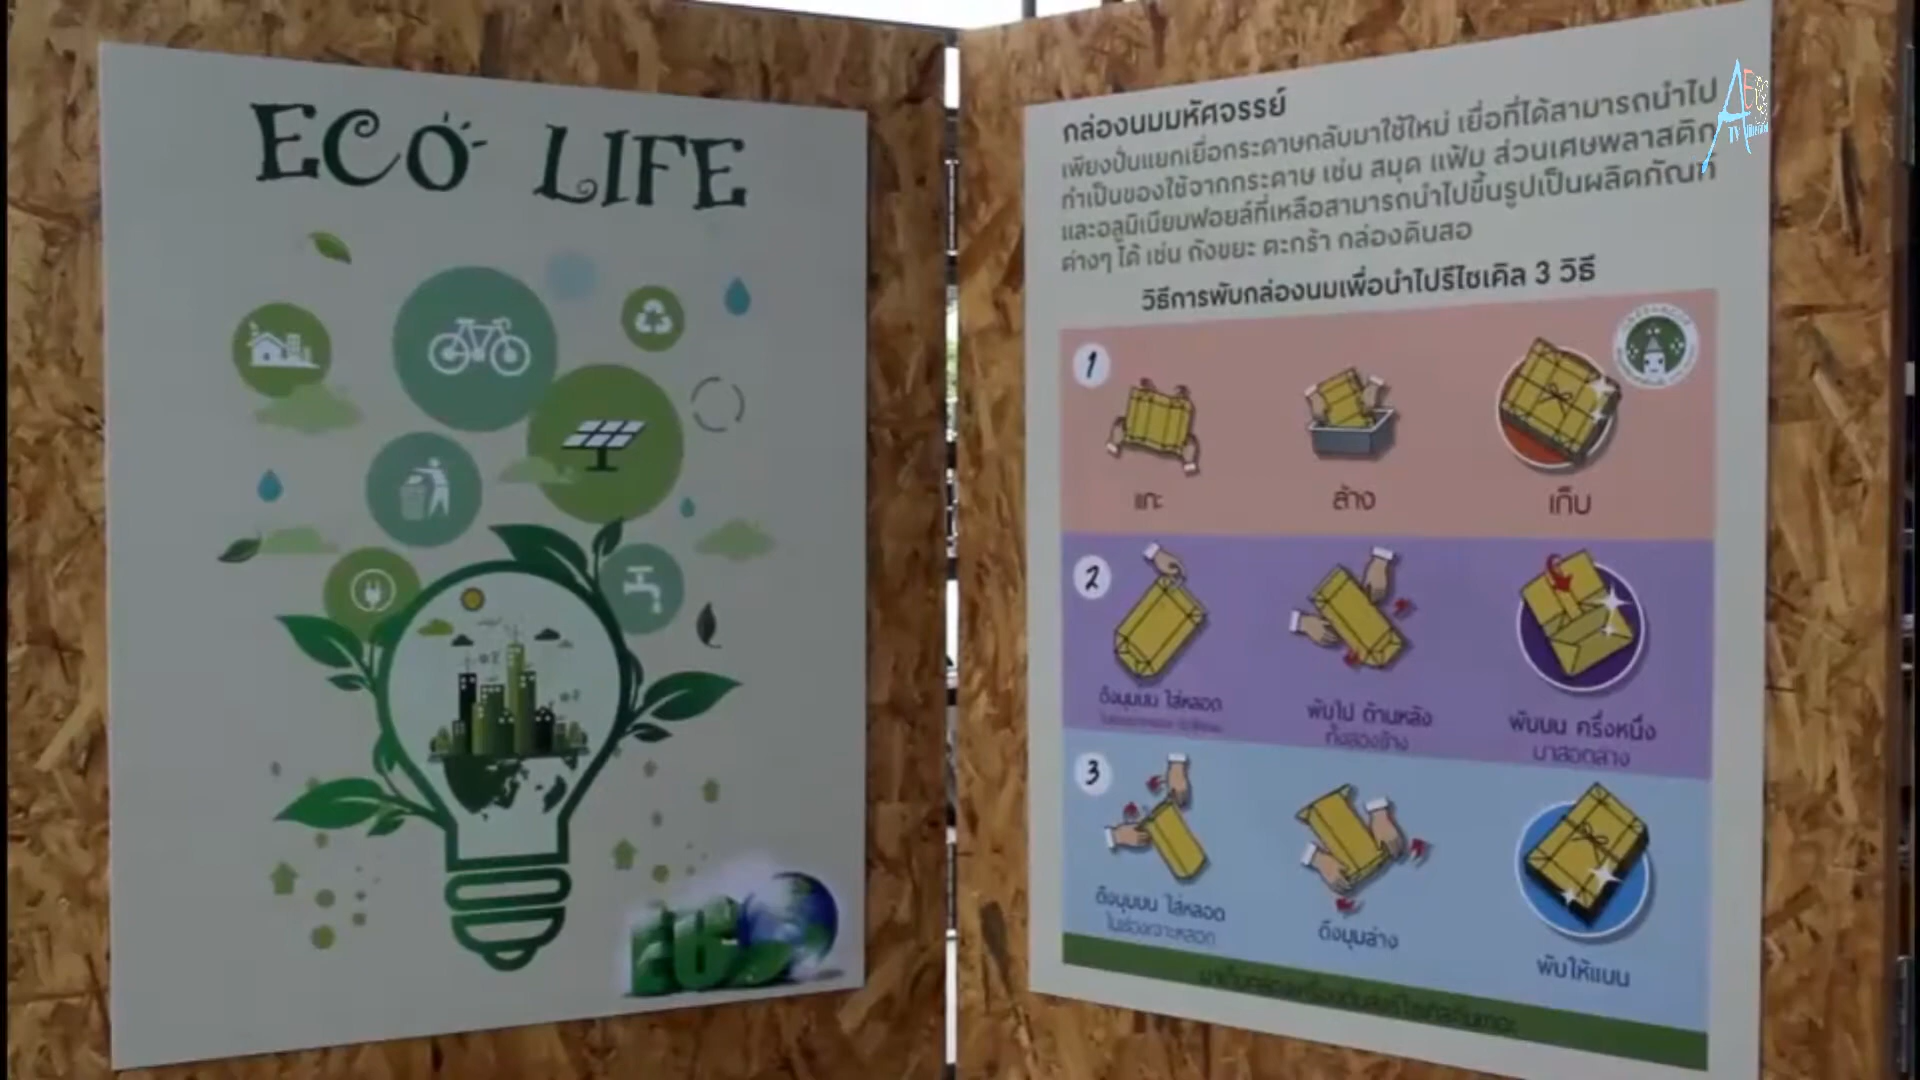 ECO LIFE
กล่องนมมหัศจรรย์
เพียงปั่นแยกเยื่อกระดาษกลับมาใช้ใหม่ เยื่อที่ได้สามารถนำไป
ทำเป็นของใช้จากกระดาษ เช่น สมุด แฟ้ม ส่วนเศษพลาสติก
และอลูมิเนียมฟอยล์ที่เหลือสามารถนำไปขึ้นรูปเป็นผลิตภัณฑ์
ต่างๆ ได้ เช่น ถังขยะ ตะกร้า กล่องดินสอ
วิธีการพับกล่องนมเพื่อนำไปรีไซเคิล 3 วิธี
1
แกะ
ล้าง
เก็บ
2
ดึงมุมบน ใส่หลอด
พับไป ด้านหลัง
ทั้งสองข้าง
พับบน ครึ่งหนึ่ง
มาสอดล่าง
3
ดึงมุมบน ใส่หลอด
ในช่องเจาะหลอด
ดึงมุมล่าง
พับให้แบน